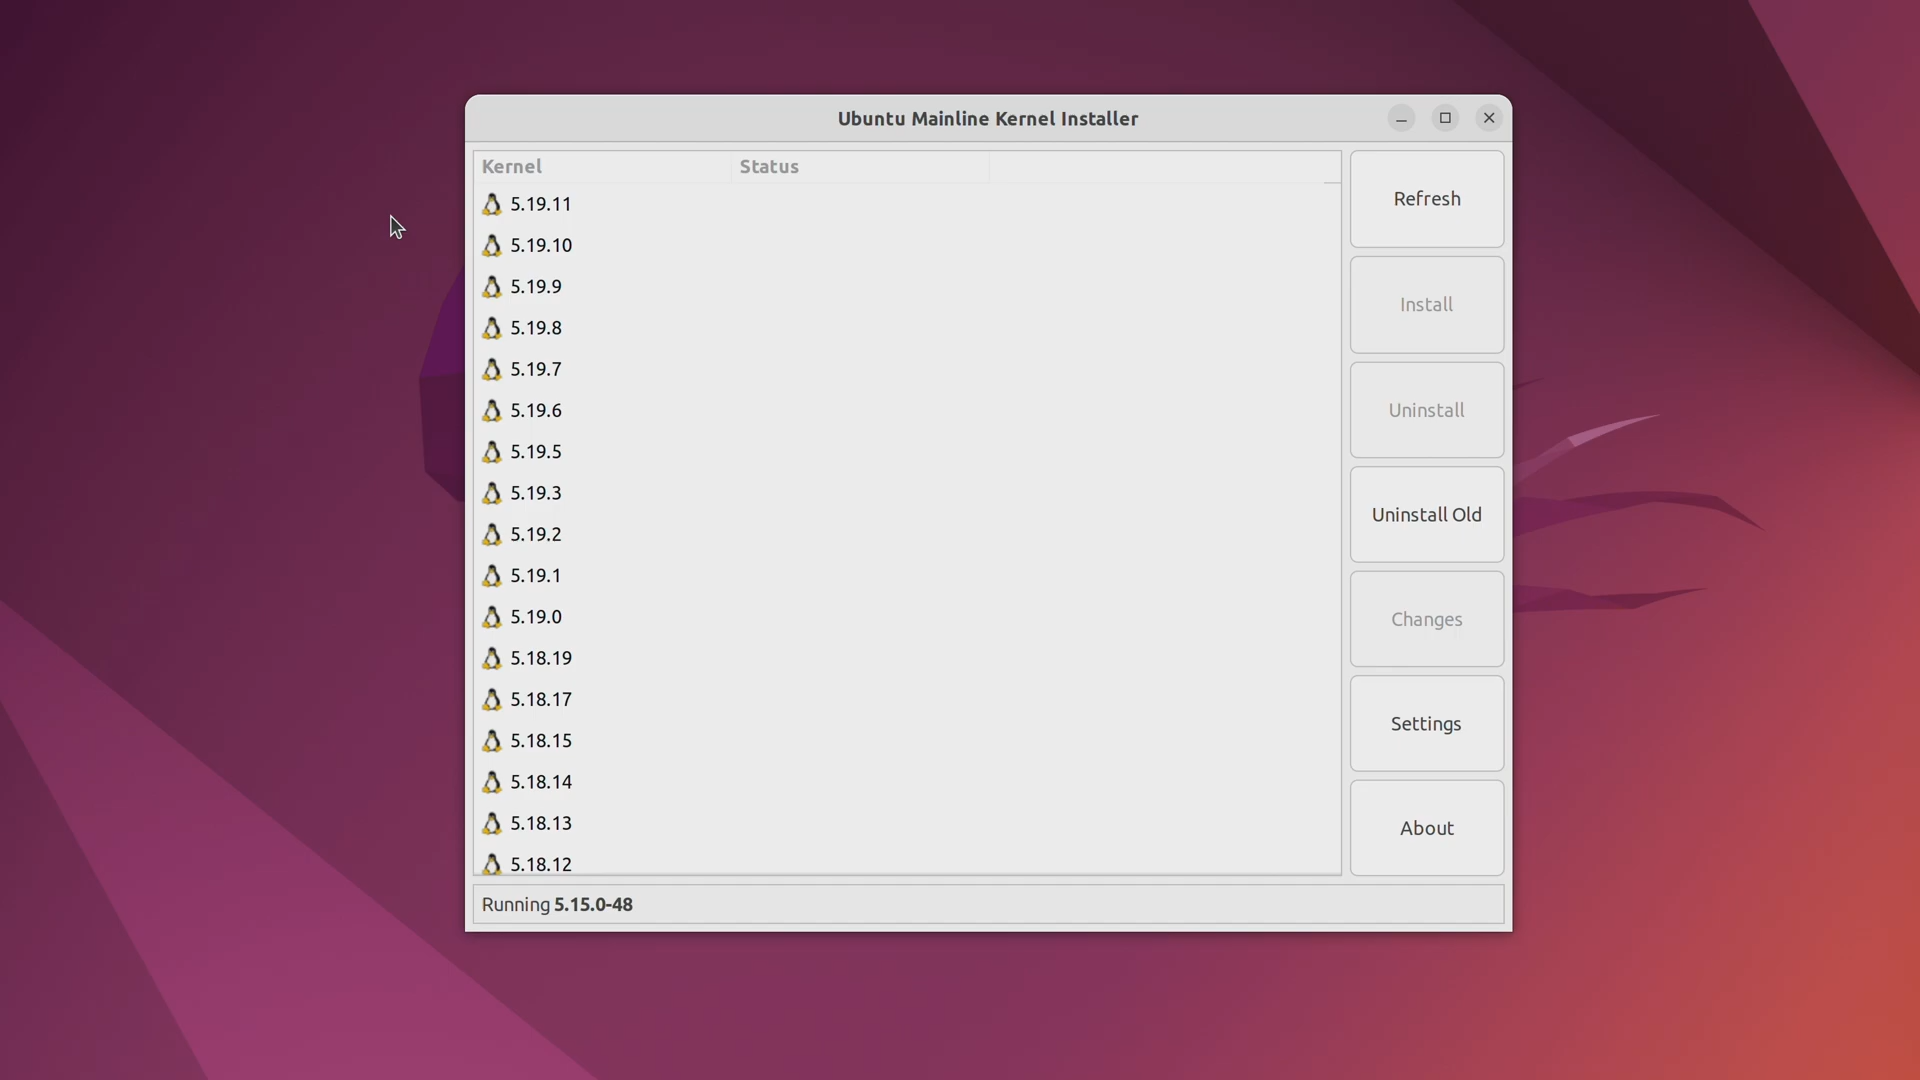 Ubuntu Mainline Kernel Installer
Kernel Status
5.19.11
5.19.10
5.19.9
5.19.8
5.19.7
5.19.6
5.19.5
5.19.3
5.19.2
5.19.1
5.19.0
5.18.19
5.18.17
5.18.15
5.18.14
5.18.13
5.18.12
Refresh
Install
Uninstall
Uninstall Old
Changes
Settings
About
Running 5.15.0-48